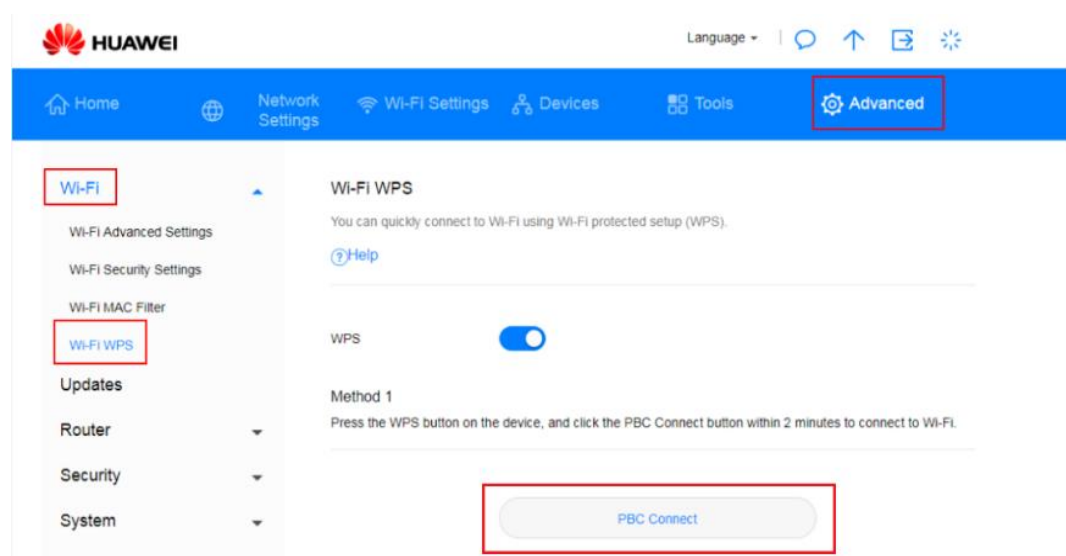 HUAWEI
Language
Home
Network
Settings
Wi-Fi Settings
Devices
Tools
Advanced
Wi-Fi
Wi-Fi Advanced Settings
Wi-Fi Security Settings
Wi-Fi MAC Filter
Wi-Fi WPS
Updates
Router
Security
System
Wi-Fi WPS
You can quickly connect to Wi-Fi using Wi-Fi protected setup (WPS).
?Help
WPS
Method 1
Press the WPS button on the device, and click the PBC Connect button within 2 minutes to connect to Wi-Fi.
PBC Connect